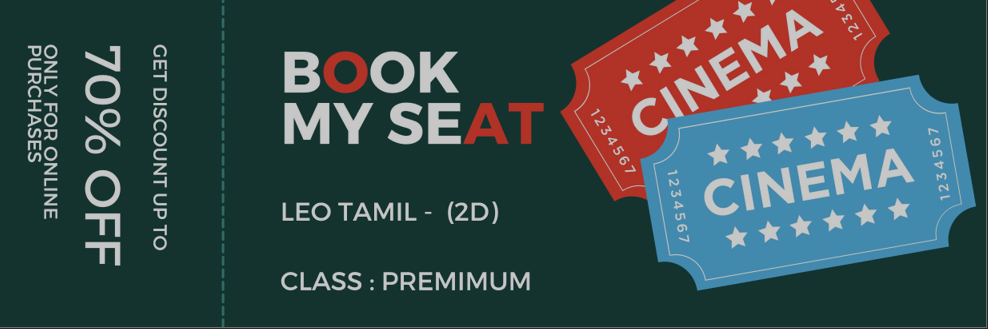 GET DISCOUNT UP TO
70% OFF
ONLY FOR ONLINE
PURCHASES
BOOK
MY SEAT
LEO TAMIL - (2D)
CLASS : PREMIMUM
CINEMA
1234567
1234
CINEMA
1234567
1234567